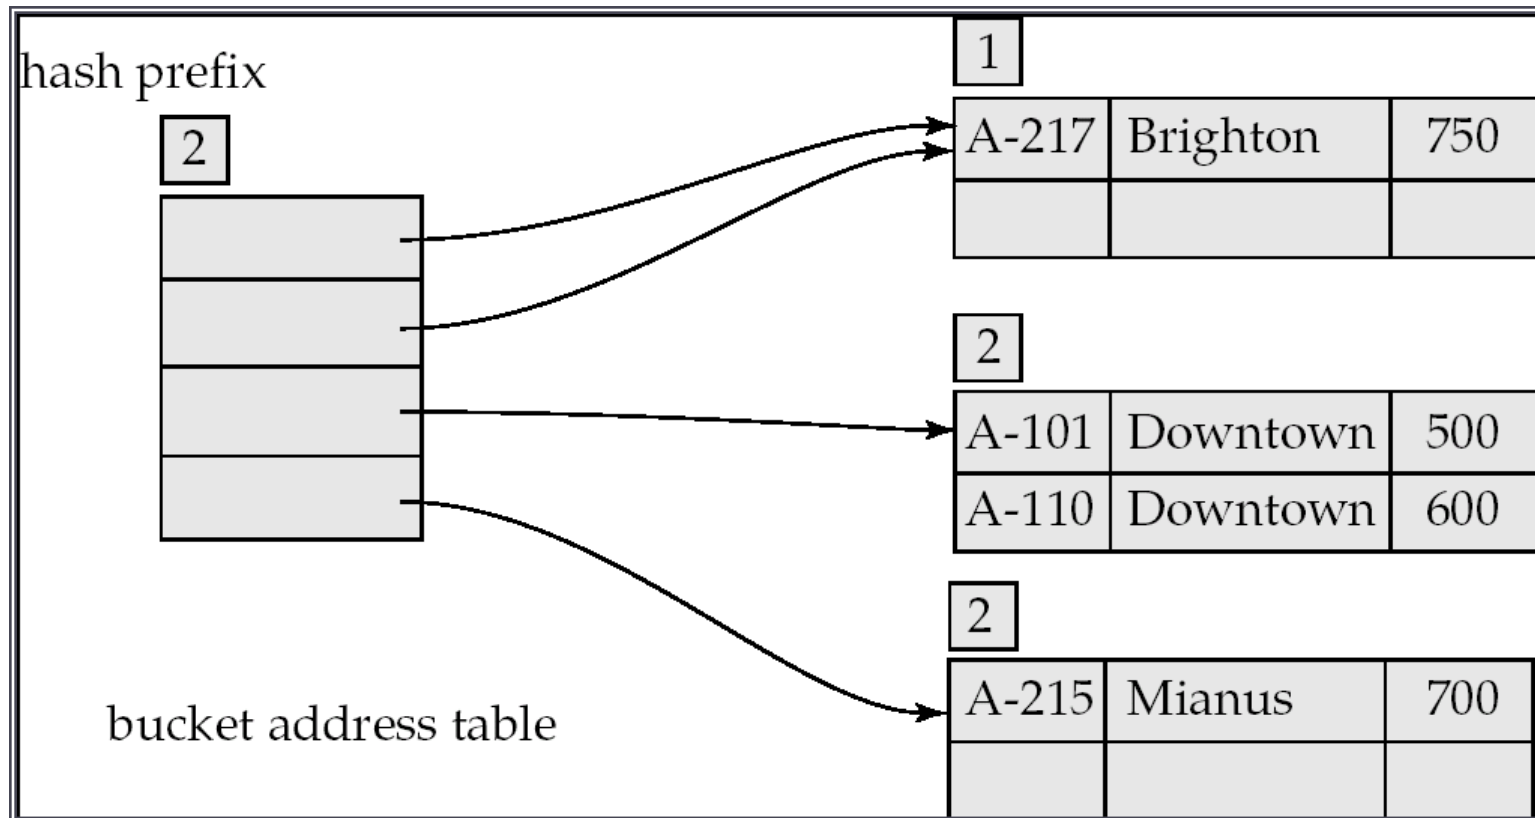 hash prefix
2
bucket address table
1
A-217 Brighton 750
2
A-101 Downtown 500
A-110 Downtown 600
2
A-215 Mianus 700